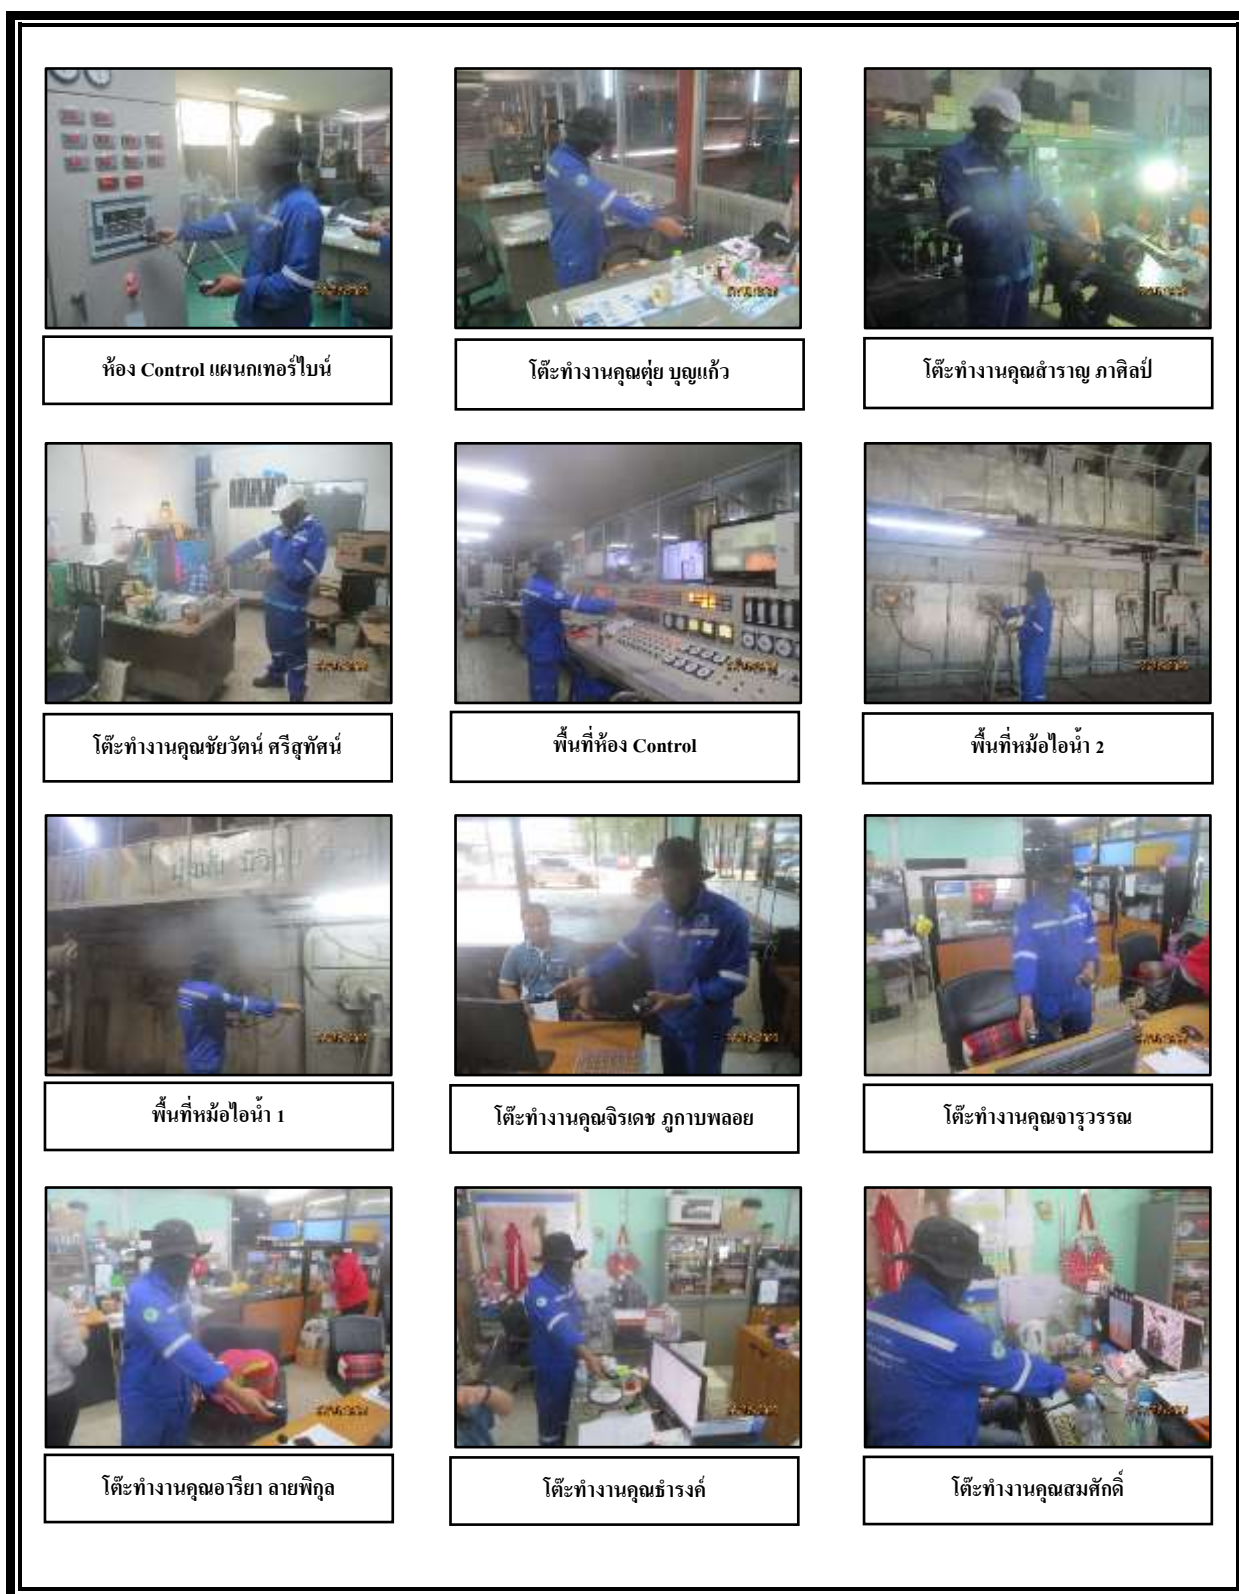 ห้อง Control แผนกเทอร์ไบน์
โต๊ะทำงานคุณตุ่ย บุญแก้ว
โต๊ะทำงานคุณสำราญ ภาศิลป์
โต๊ะทำงานคุณชัยวัตน์ ศรีสุทัศน์
พื้นที่ห้อง Control
พื้นที่หม้อไอน้ำ 2
พื้นที่หม้อไอน้ำ 1
โต๊ะทำงานคุณจิรเดช ภูกาบพลอย
โต๊ะทำงานคุณจารุวรรณ
โต๊ะทำงานคุณอารียา ลายพิกุล
โต๊ะทำงานคุณธำรงค์
โต๊ะทำงานคุณสมศักดิ์